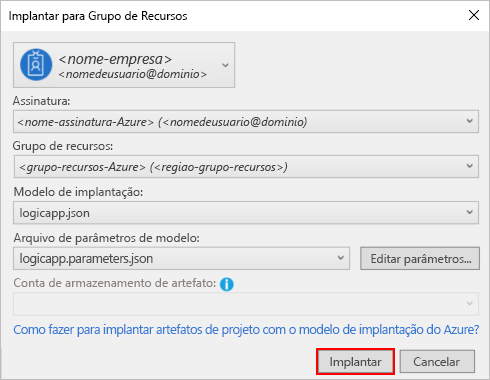 Implantar para Grupo de Recursos
<nome-empresa>
<nomedeusuario@dominio>
Assinatura:
<nome-assinatura-Azure> (<nomedeusuario@dominio)
Grupo de recursos:
<grupo-recursos-Azure> (<regiao-grupo-recursos>)
Modelo de implantação:
logicapp.json
Arquivo de parâmetros de modelo:
logicapp.parameters.json
Editar parâmetros...
Conta de armazenamento de artefato:
Como fazer para implantar artefatos de projeto com o modelo de implantação do Azure?
Implantar
Cancelar